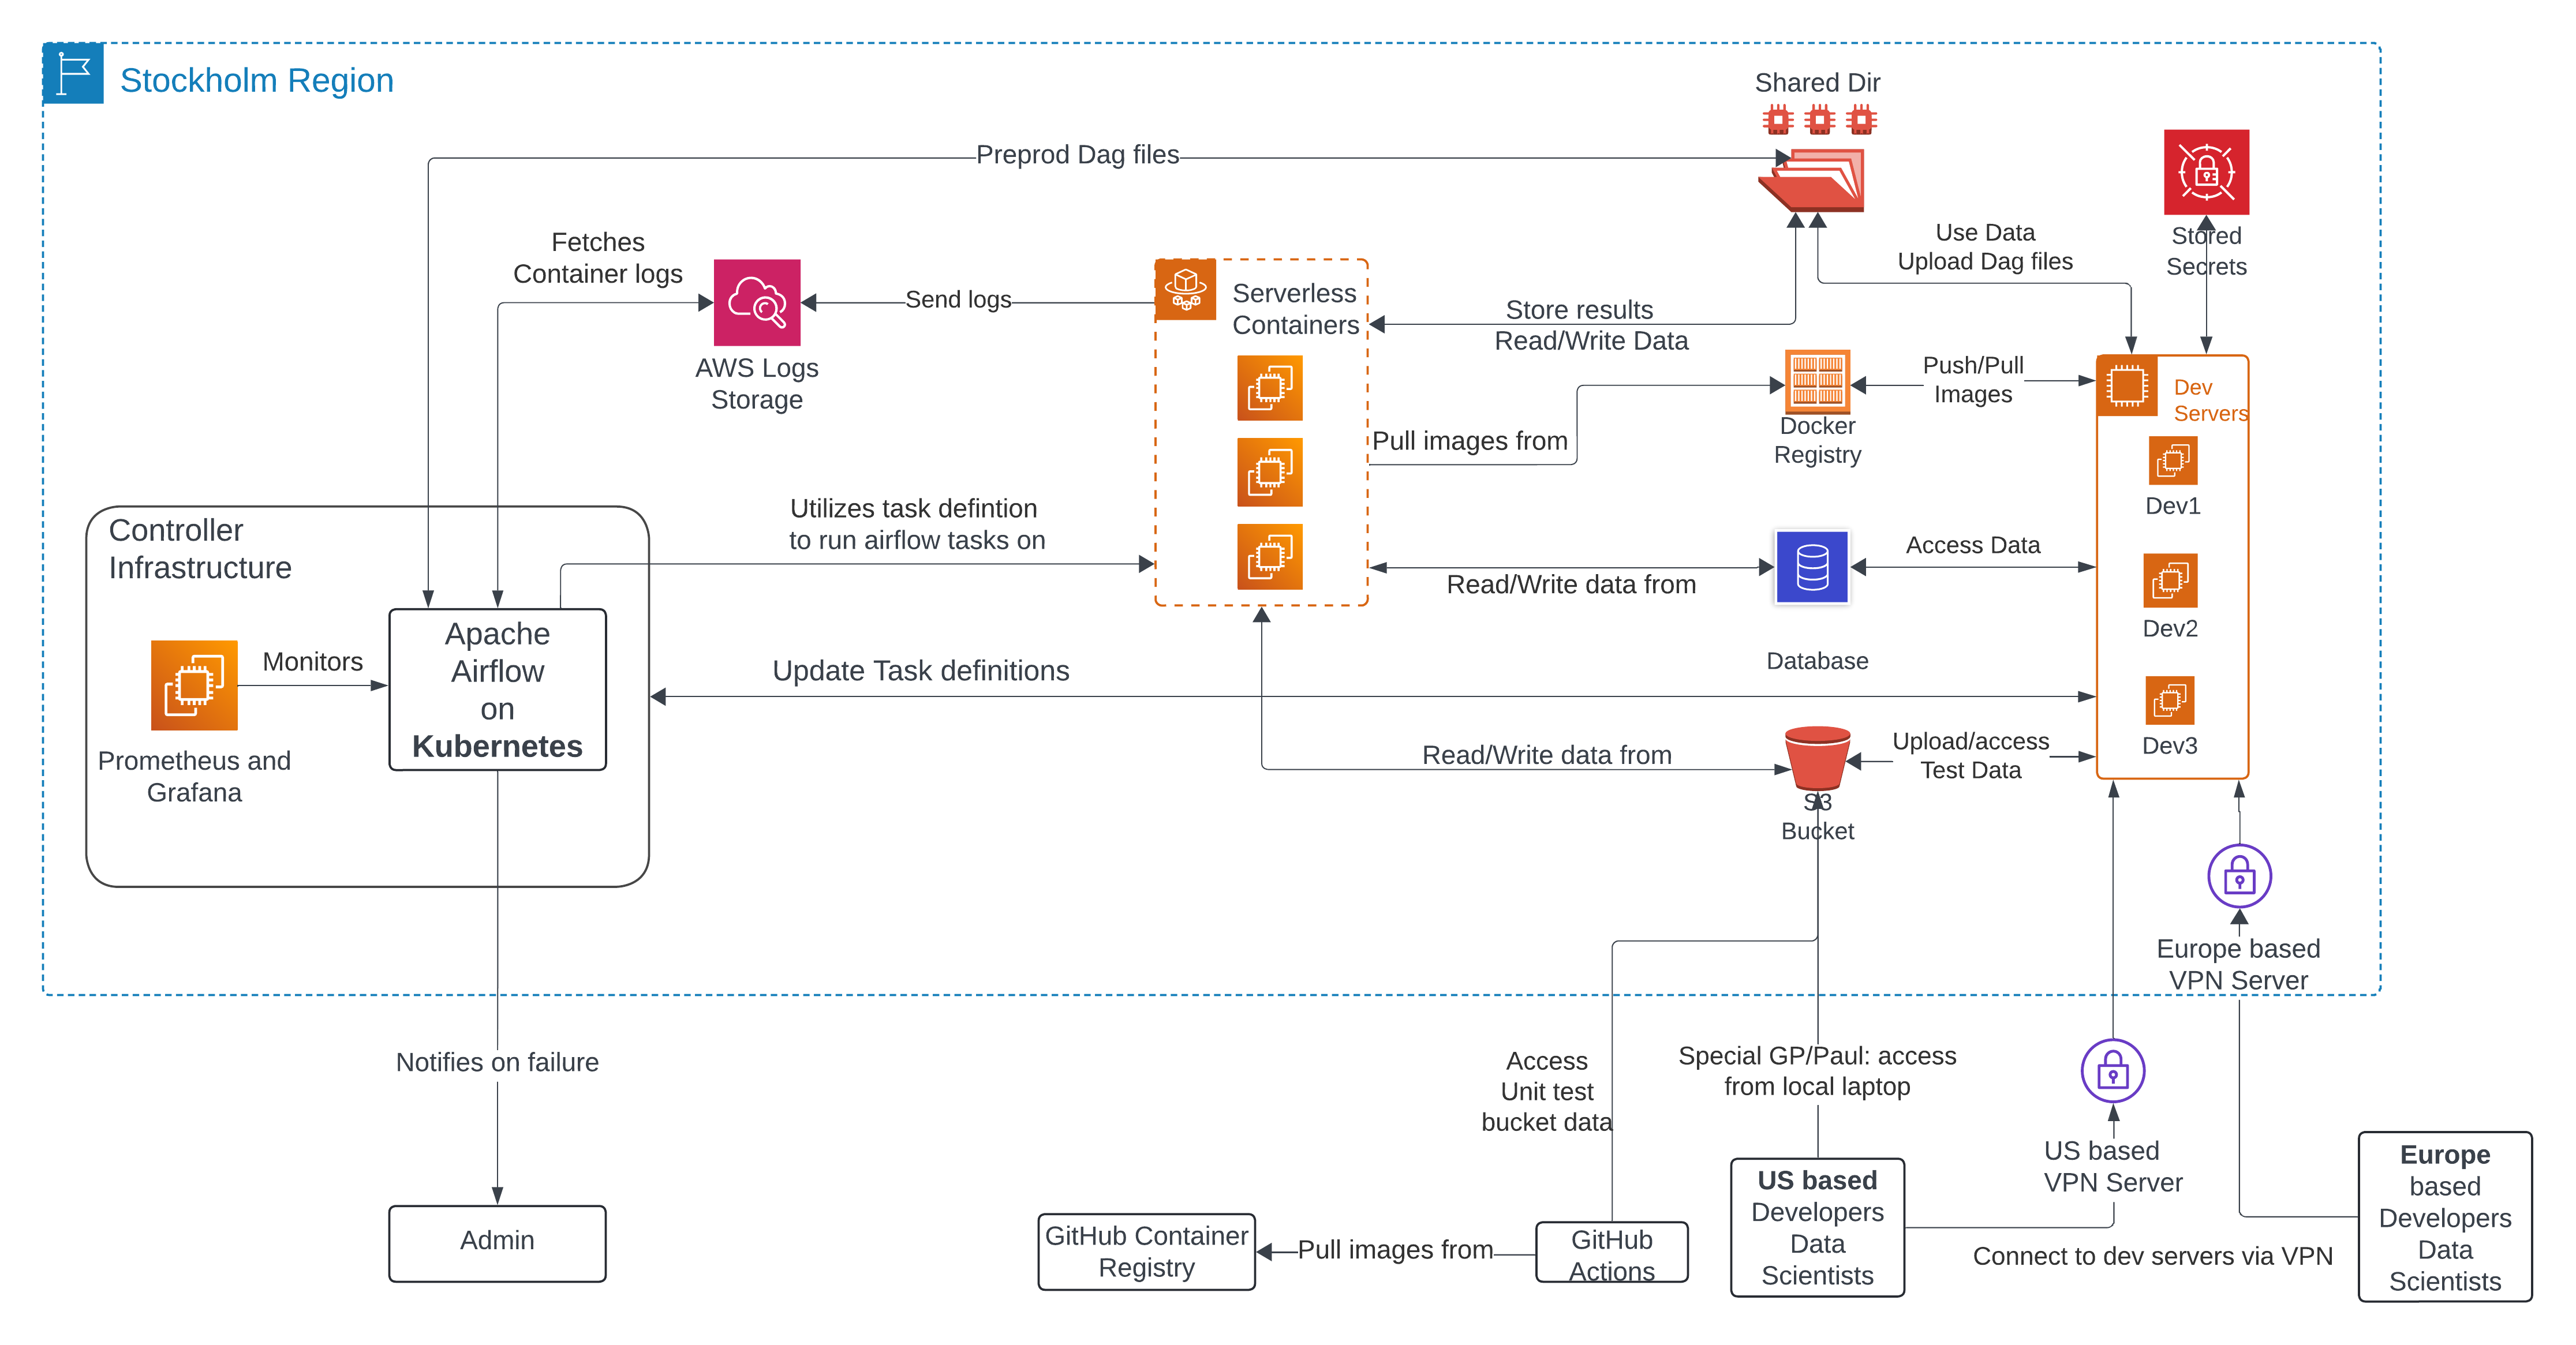 Stockholm Region
Shared Dir
Preprod Dag files
Stored
Secrets
Use Data
Upload Dag files
Fetches
Container logs
Send logs
Serverless
Containers
Store results
Read/Write Data
AWS Logs
Storage
Push/Pull
Images
Dev
Servers
Docker
Registry
Pull images from
Dev1
Utilizes task defintion
to run airflow tasks on
Controller
Infrastructure
Access Data
Read/Write data from
Dev2
Apache
Airflow
on
Kubernetes
Monitors
Update Task definitions
Database
Prometheus and
Grafana
Read/Write data from
Upload/access
Test Data
Dev3
S3
Bucket
Europe based
VPN Server
Notifies on failure
Access
Unit test
bucket data
Special GP/Paul: access
from local laptop
US based
VPN Server
Admin
GitHub Container
Registry
Pull images from
GitHub
Actions
US based
Developers
Data
Scientists
Connect to dev servers via VPN
Europe
based
Developers
Data
Scientists